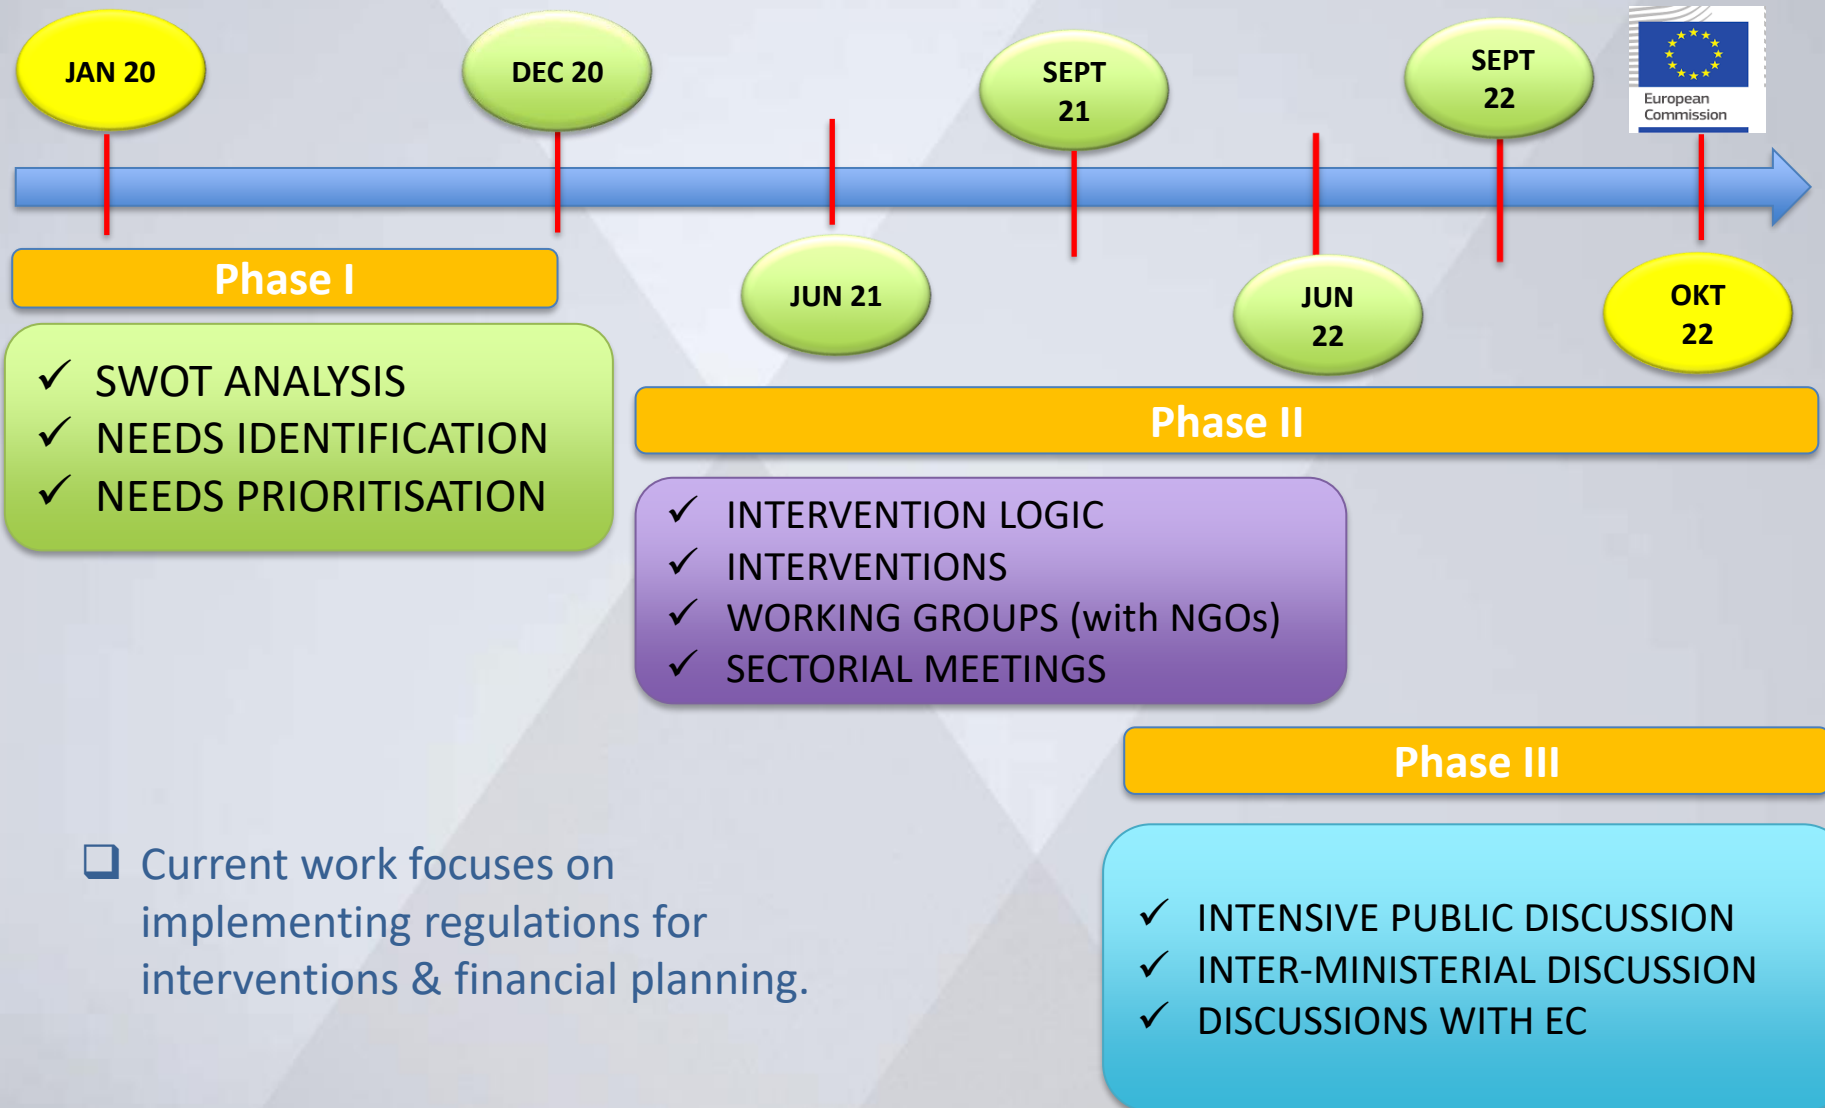 JAN 20
DEC 20
SEPT
21
SEPT
22
European
Commission
JUN 21
JUN
22
OKT
22
Phase I
✓ SWOT ANALYSIS
✓ NEEDS IDENTIFICATION
✓ NEEDS PRIORITISATION
Phase II
✓ INTERVENTION LOGIC
✓ INTERVENTIONS
✓ WORKING GROUPS (with NGOs)
✓ SECTORIAL MEETINGS
Phase III
✓ INTENSIVE PUBLIC DISCUSSION
✓ INTER-MINISTERIAL DISCUSSION
✓ DISCUSSIONS WITH EC
❑ Current work focuses on
implementing regulations for
interventions & financial planning.